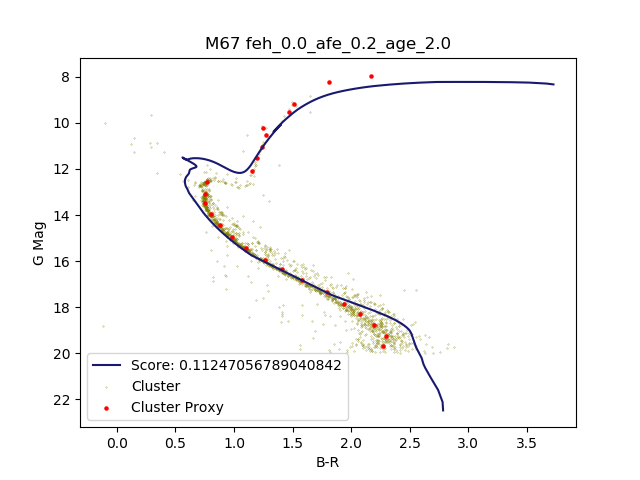 M67 feh_0.0_afe_0.2_age_2.0
8
10
12
14
16
18
20
22
G Mag
Score: 0.11247056789040842
Cluster
Cluster Proxy
0.0 0.5 1.0 1.5 2.0 2.5 3.0 3.5
B-R